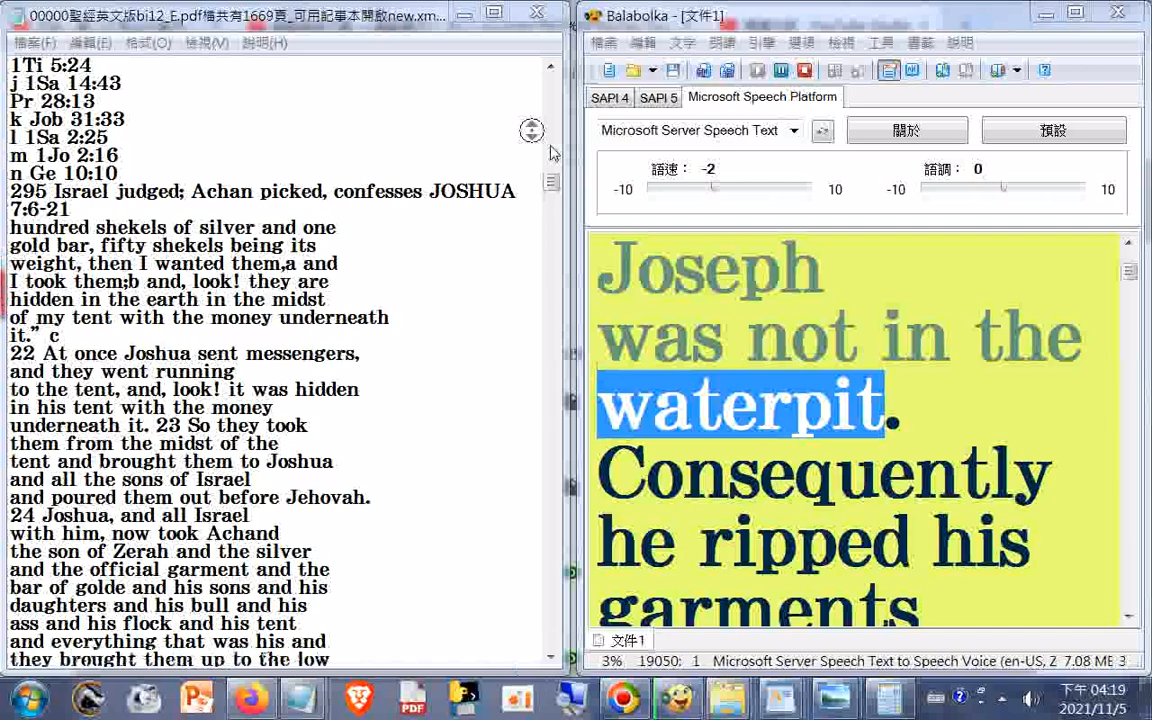 00000聖經英文版bi12_E.pdf檔共有1669頁_可用記事本開啟new.xm...
檔案(F) 編輯(E) 格式(O) 檢視(V) 說明(H)
1Ti 5:24
j 1Sa 14:43
Pr 28:13
k Job 31:33
l 1Sa 2:25
m 1Jo 2:16
n Ge 10:10
295 Israel judged; Achan picked, confesses JOSHUA
7:6-21
hundred shekels of silver and one
gold bar, fifty shekels being its
weight, then I wanted them,a and
I took them;b and, look! they are
hidden in the earth in the midst
of my tent with the money underneath
it.” c
22 At once Joshua sent messengers,
and they went running
to the tent, and, look! it was hidden
in his tent with the money
underneath it. 23 So they took
them from the midst of the
tent and brought them to Joshua
and all the sons of Israel
and poured them out before Jehovah.
24 Joshua, and all Israel
with him, now took Achand
the son of Zerah and the silver
and the official garment and the
bar of golde and his sons and his
daughters and his bull and his
ass and his flock and his tent
and everything that was his and
they brought them up to the low
Balabolka - [文件1]
檔案 編輯 文字 朗讀 引擎 選項 檢視 工具 書籤 說明
SAPI 4 SAPI 5 Microsoft Speech Platform
Microsoft Server Speech Text
關於 預設
語速： -2 語調： 0
-10 10 -10 10
Joseph
was not in the
waterpit.
Consequently
he ripped his
garments
文件1
3% 19050: 1 Microsoft Server Speech Text to Speech Voice (en-US, Z 7.08 ME 3
PDF
下午 04:19
2021/11/5